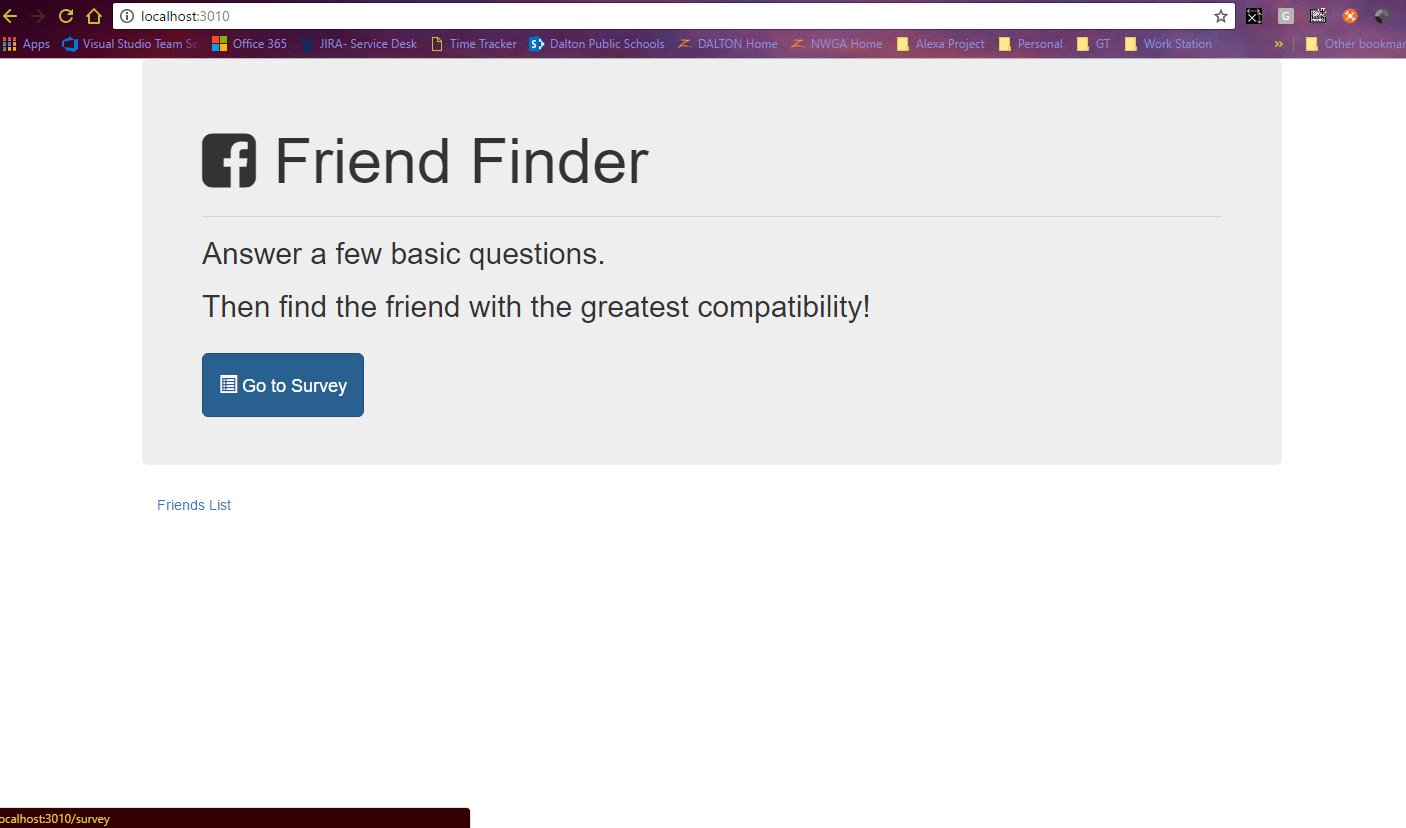 localhost:3010
Apps Visual Studio Team Se Office 365 JIRA- Service Desk Time Tracker Dalton Public Schools DALTON Home NWGA Home Alexa Project Personal GT Work Station » Other bookmar
Friend Finder
Answer a few basic questions.
Then find the friend with the greatest compatibility!
Go to Survey
Friends List
ocalhost:3010/survey